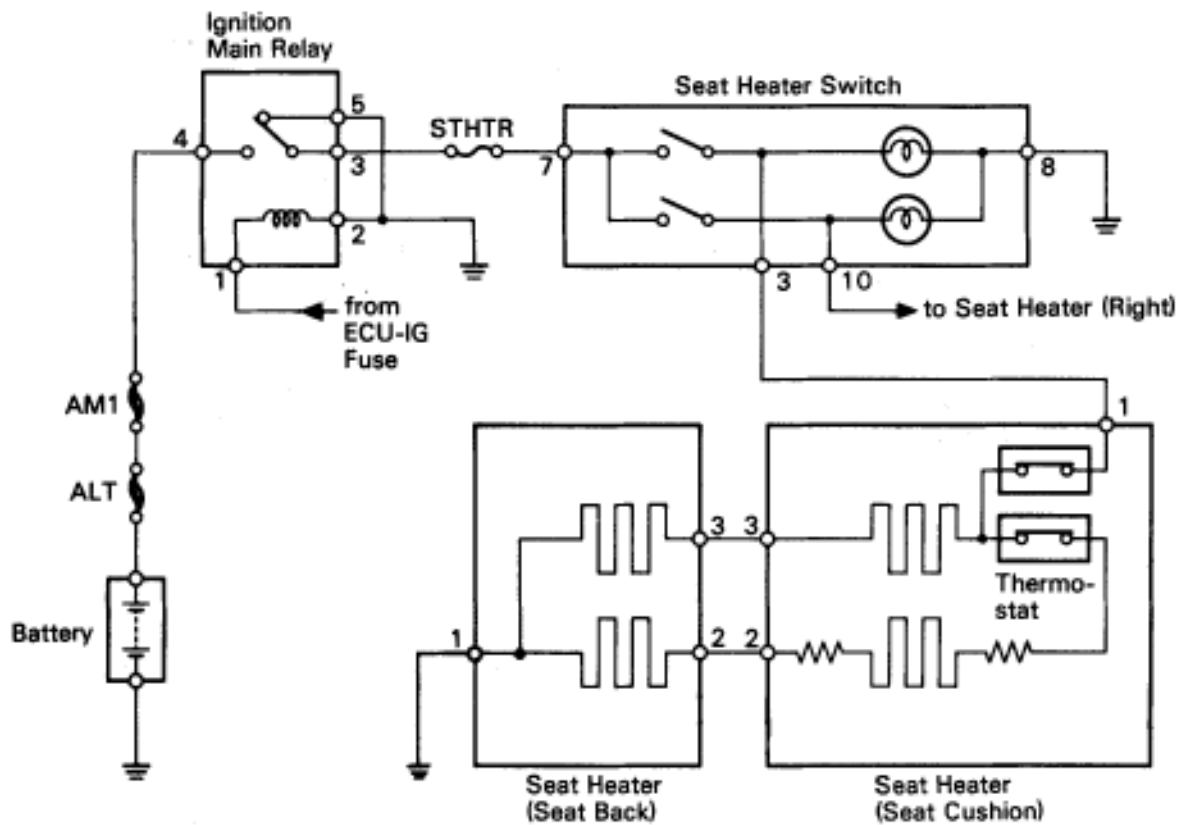 Ignition
Main Relay
Seat Heater Switch
5
4
STHTR
3
7
8
2
1
3
10
from
ECU-IG
Fuse
to Seat Heater (Right)
AM1
1
ALT
3
3
Thermo-
stat
Battery
1
2
2
Seat Heater
(Seat Back)
Seat Heater
(Seat Cushion)